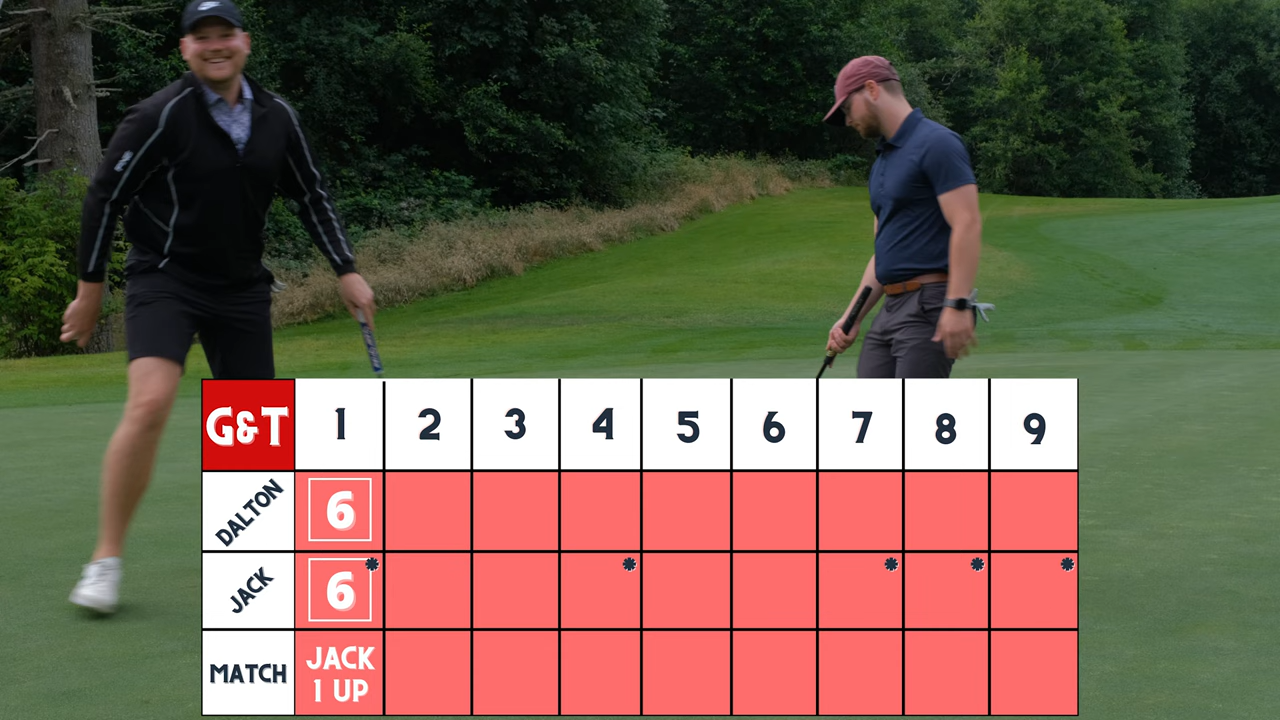 G&T 1 2 3 4 5 6 7 8 9
DALTON 6
JACK 6* * * * *
MATCH JACK
1 UP